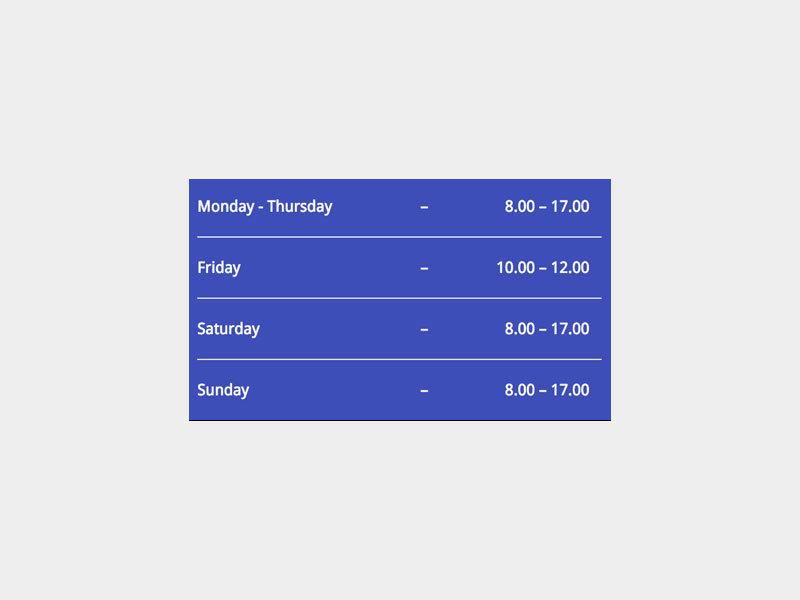 Monday - Thursday – 8.00 – 17.00
Friday – 10.00 – 12.00
Saturday – 8.00 – 17.00
Sunday – 8.00 – 17.00